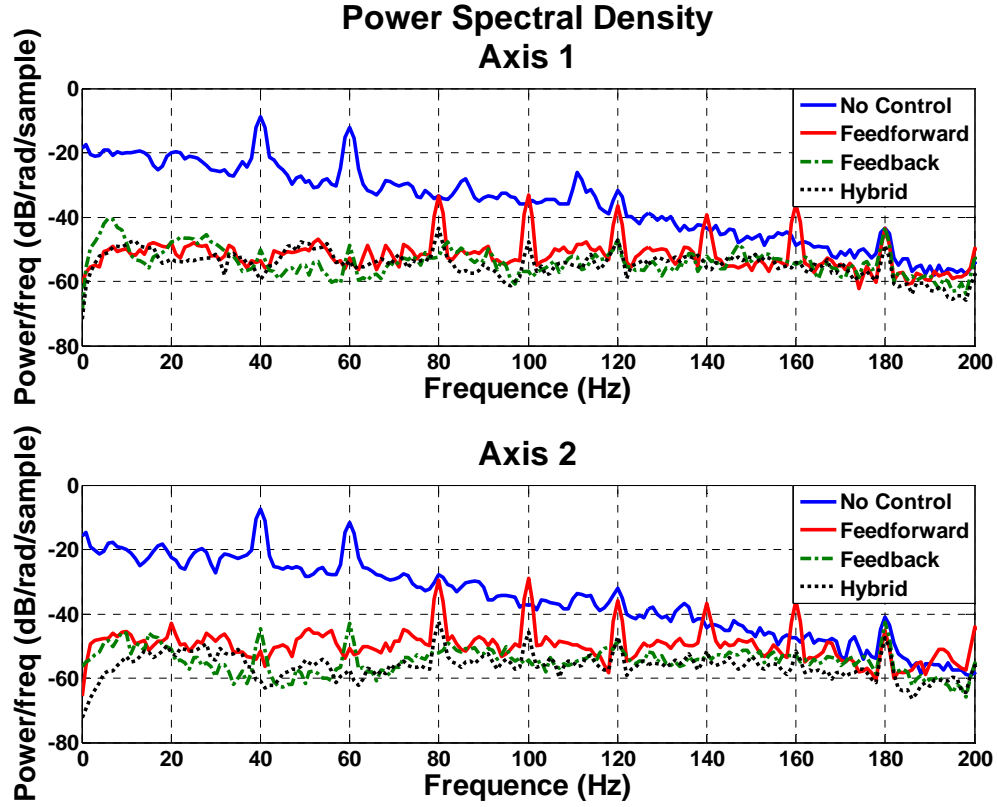 Power Spectral Density
Axis 1
Power/freq (dB/rad/sample)
0
-20
-40
-60
-80
No Control
Feedforward
Feedback
Hybrid
0 20 40 60 80 100 120 140 160 180 200
Frequence (Hz)
Axis 2
Power/freq (dB/rad/sample)
0
-20
-40
-60
-80
No Control
Feedforward
Feedback
Hybrid
0 20 40 60 80 100 120 140 160 180 200
Frequence (Hz)